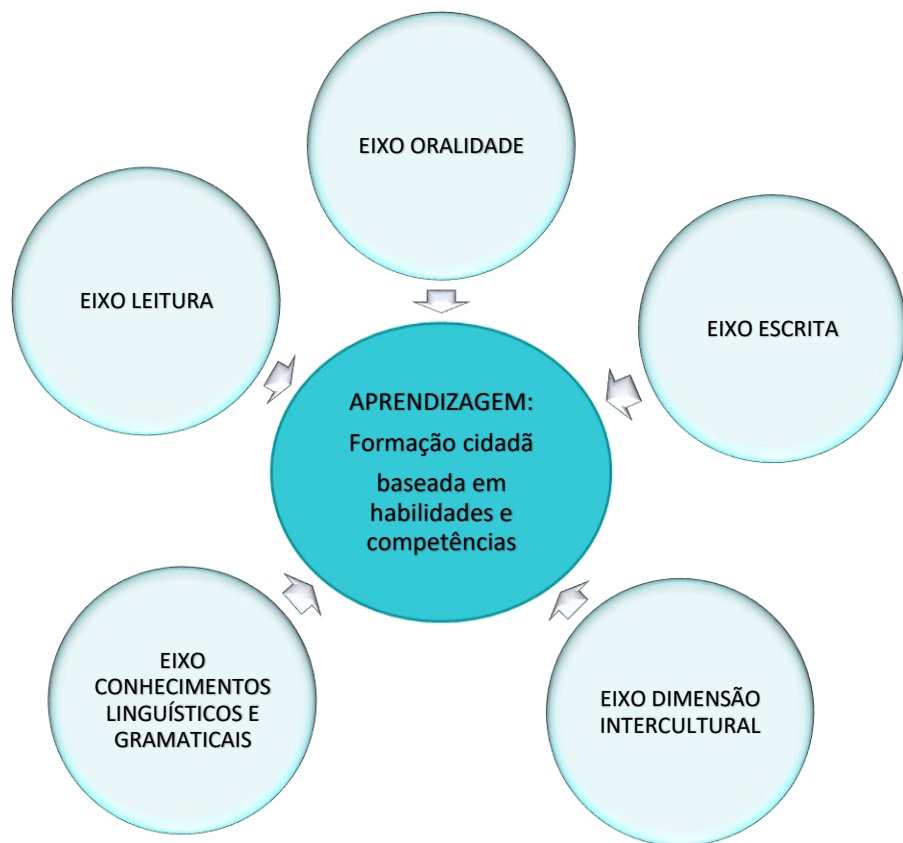 EIXO ORALIDADE
EIXO LEITURA
EIXO ESCRITA
APRENDIZAGEM:
Formação cidadã
baseada em
habilidades e
competências
EIXO
CONHECIMENTOS
LINGUÍSTICOS E
GRAMATICAIS
EIXO DIMENSÃO
INTERCULTURAL